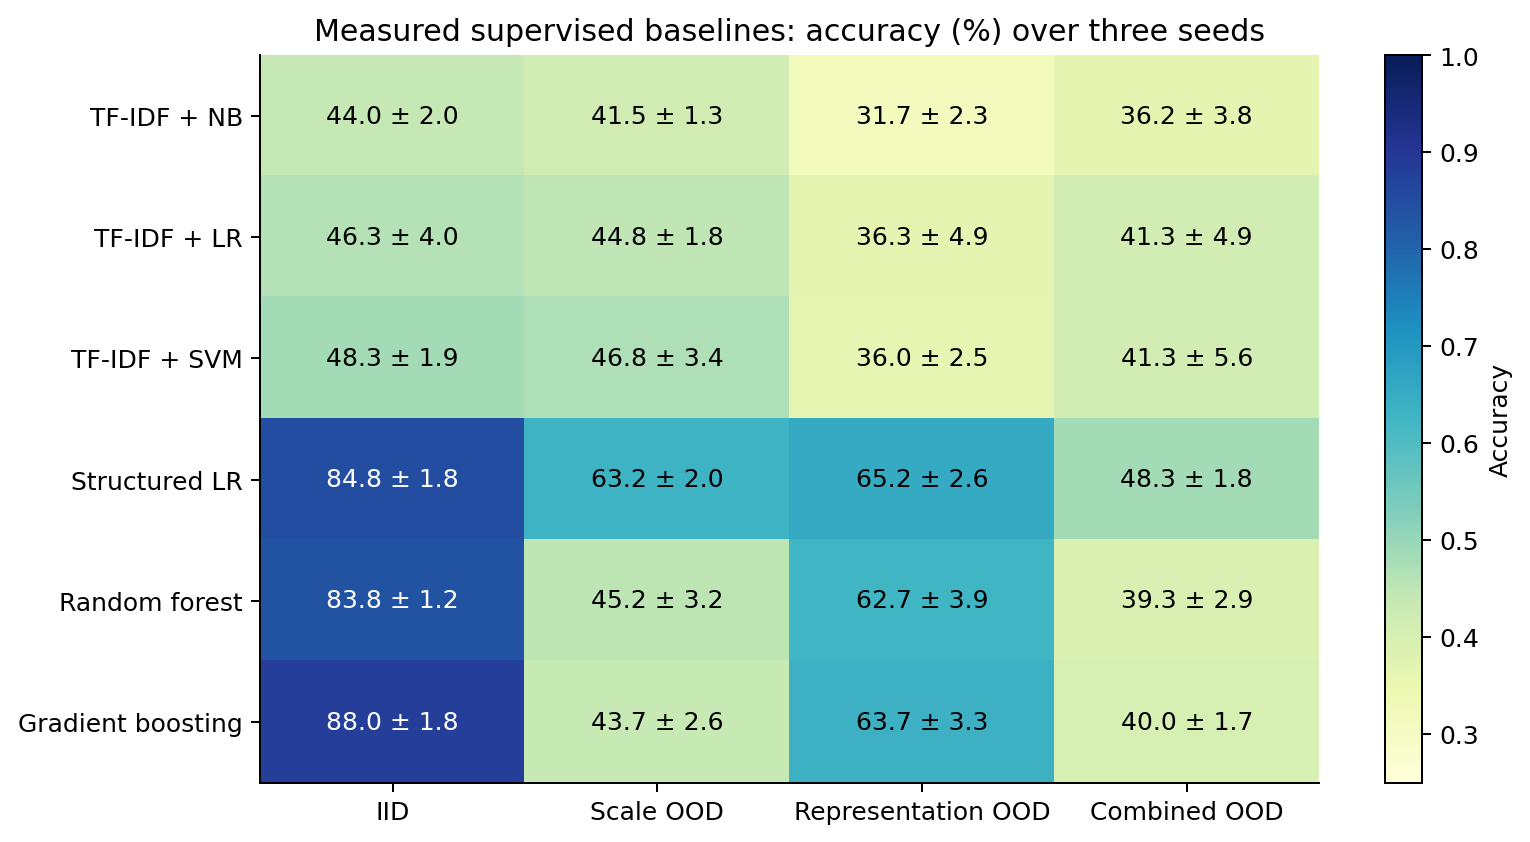 Measured supervised baselines: accuracy (%) over three seeds
TF-IDF + NB 44.0 ± 2.0 41.5 ± 1.3 31.7 ± 2.3 36.2 ± 3.8
TF-IDF + LR 46.3 ± 4.0 44.8 ± 1.8 36.3 ± 4.9 41.3 ± 4.9
TF-IDF + SVM 48.3 ± 1.9 46.8 ± 3.4 36.0 ± 2.5 41.3 ± 5.6
Structured LR 84.8 ± 1.8 63.2 ± 2.0 65.2 ± 2.6 48.3 ± 1.8
Random forest 83.8 ± 1.2 45.2 ± 3.2 62.7 ± 3.9 39.3 ± 2.9
Gradient boosting 88.0 ± 1.8 43.7 ± 2.6 63.7 ± 3.3 40.0 ± 1.7
IID Scale OOD Representation OOD Combined OOD
1.0
0.9
0.8
0.7
0.6
0.5
0.4
0.3
Accuracy